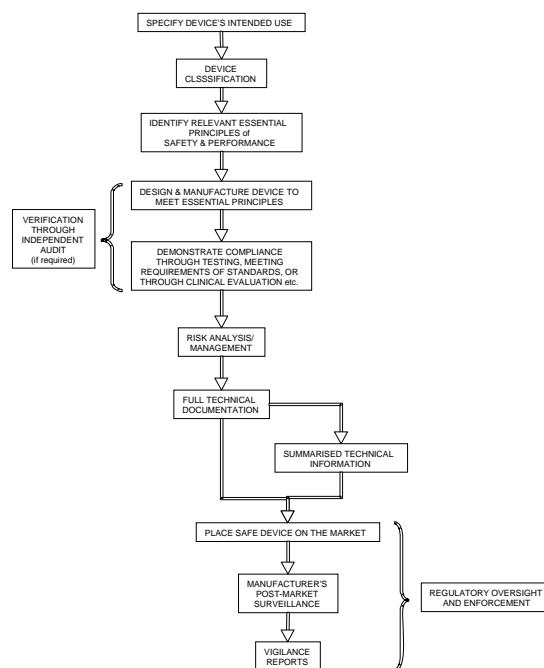 SPECIFY DEVICE'S INTENDED USE
DEVICE
CLSSSIFICATION
IDENTIFY RELEVANT ESSENTIAL
PRINCIPLES of
SAFETY & PERFORMANCE
DESIGN & MANUFACTURE DEVICE TO
MEET ESSENTIAL PRINCIPLES
VERIFICATION
THROUGH
INDEPENDENT
AUDIT
(if required)
DEMONSTRATE COMPLIANCE
THROUGH TESTING, MEETING
REQUIREMENTS OF STANDARDS, OR
THROUGH CLINICAL EVALUATION etc.
RISK ANALYSIS/
MANAGEMENT
FULL TECHNICAL
DOCUMENTATION
SUMMARISED TECHNICAL
INFORMATION
PLACE SAFE DEVICE ON THE MARKET
MANUFACTURER'S
POST-MARKET
SURVEILLANCE
REGULATORY OVERSIGHT
AND ENFORCEMENT
VIGILANCE
REPORTS